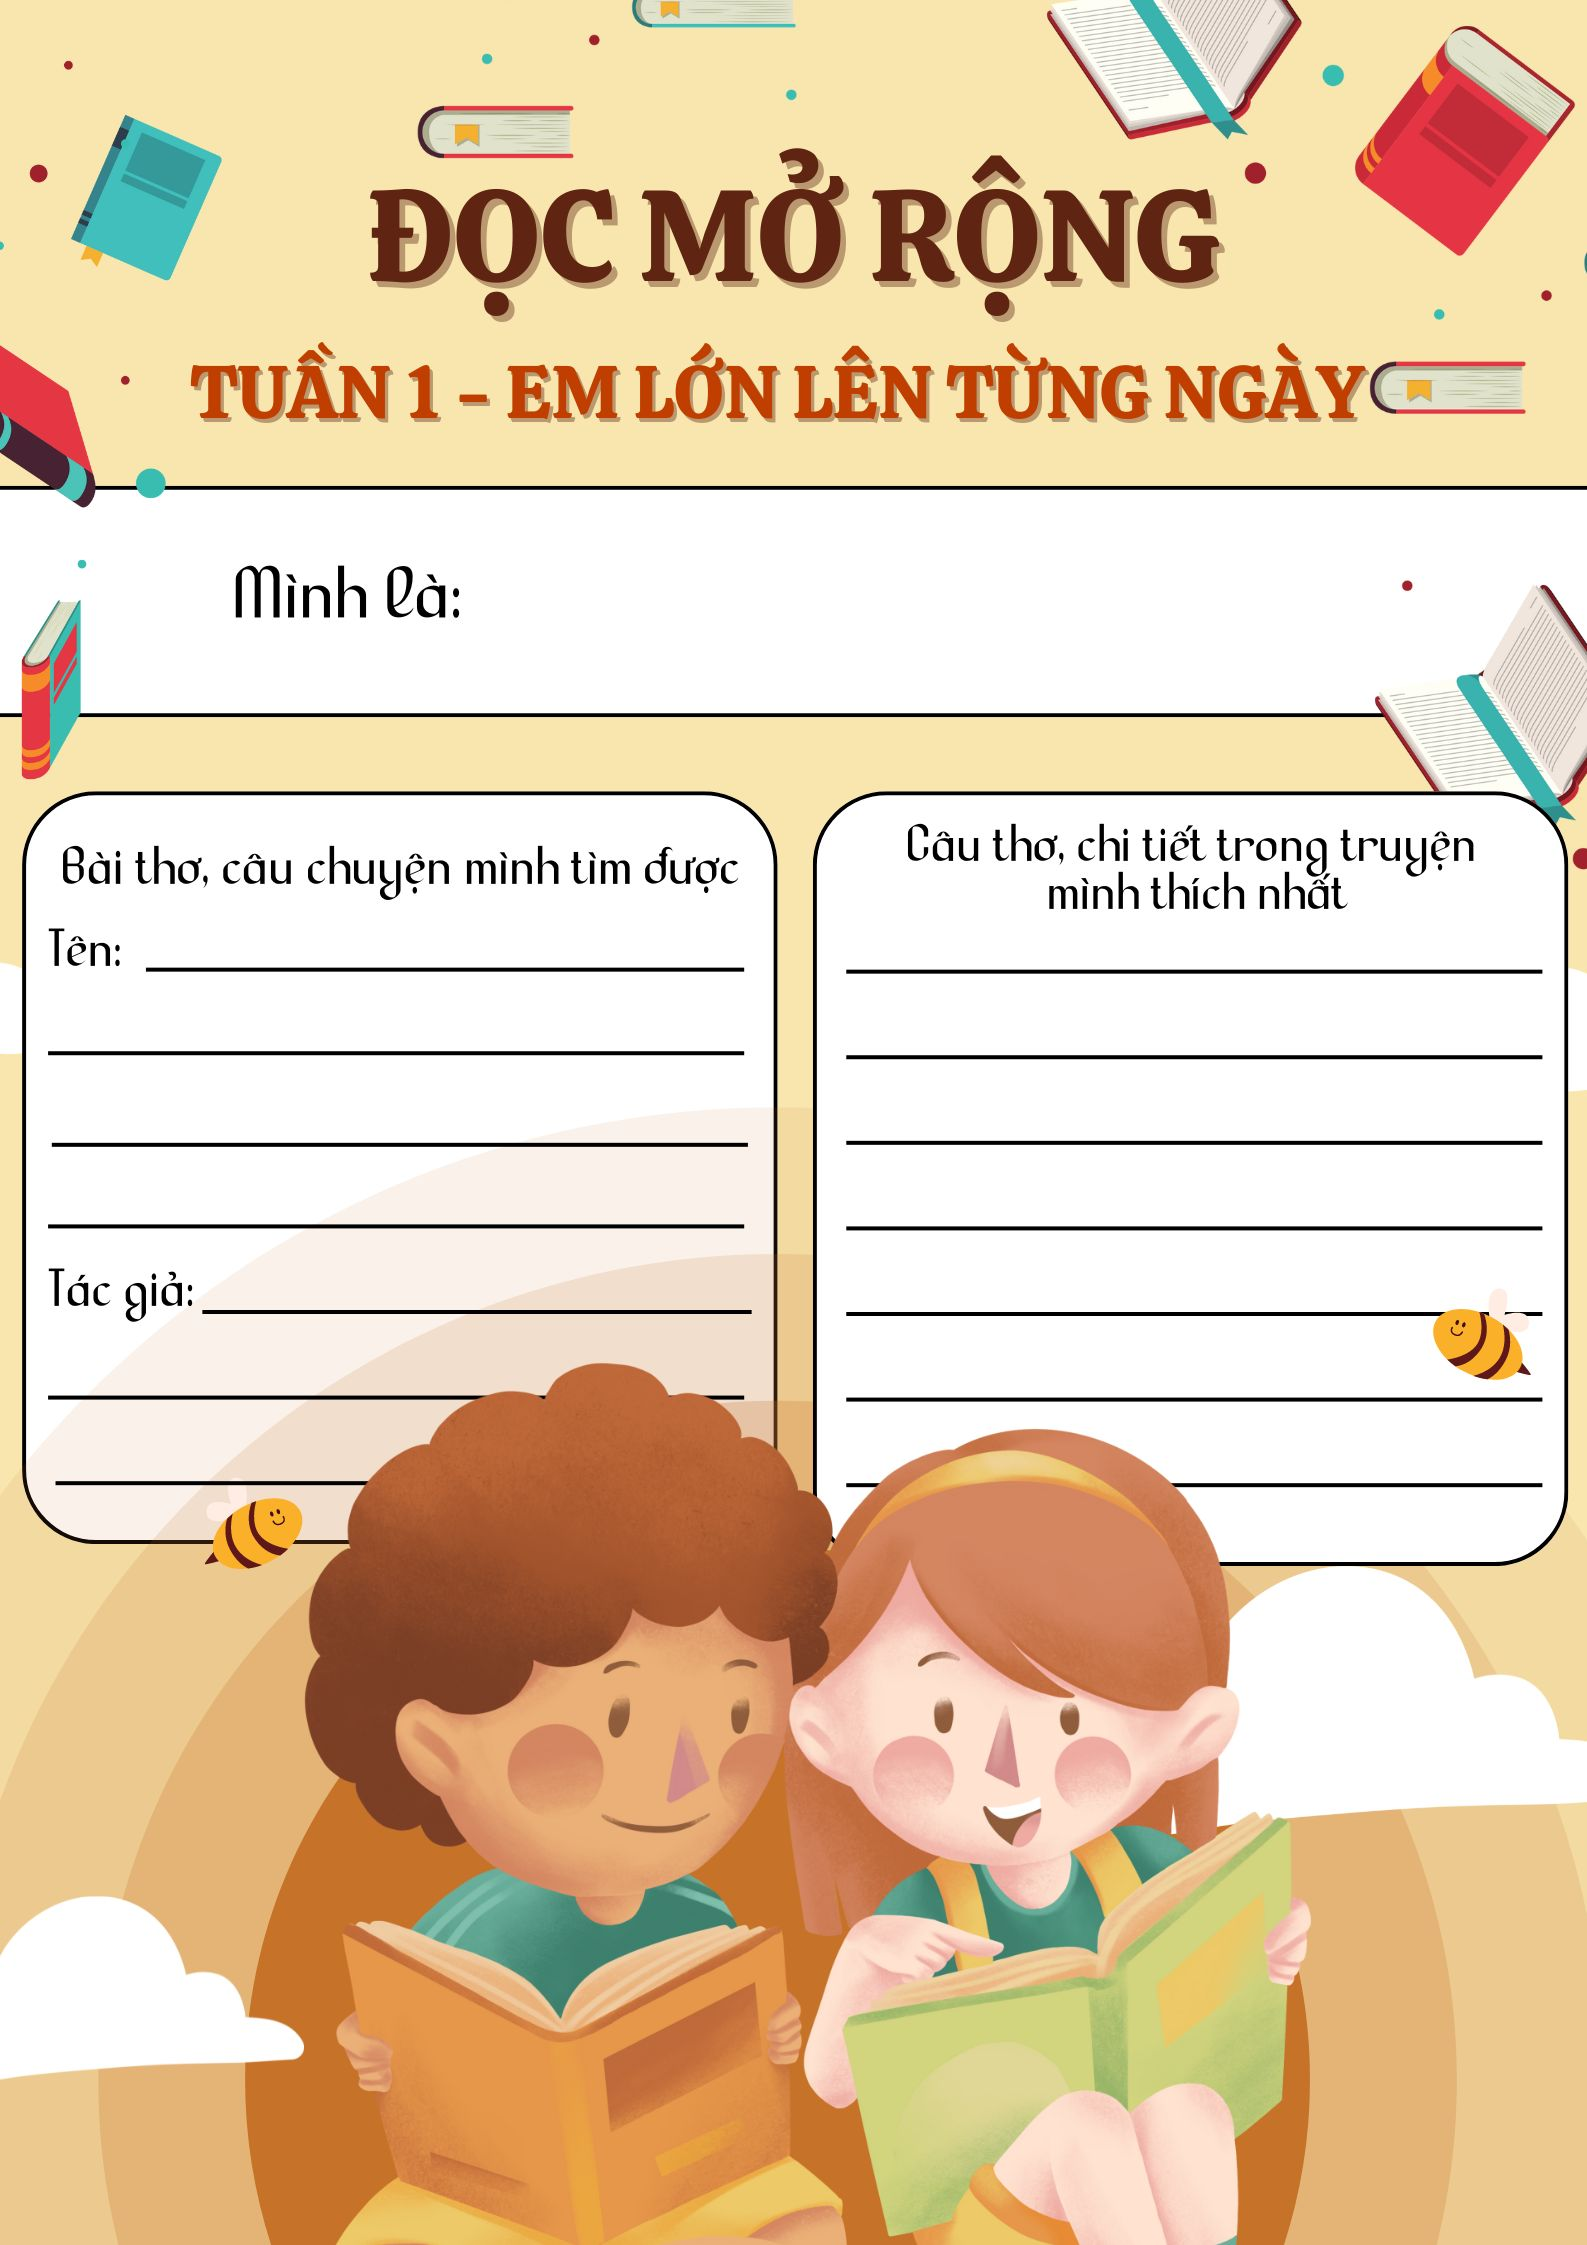 ĐỌC MỞ RỘNG
TUẦN 1 – EM LỚN LÊN TỪNG NGÀY
Mình là:
Bài thơ, câu chuyện mình tìm được
Tên:
Tác giả:
Câu thơ, chi tiết trong truyện
mình thích nhất